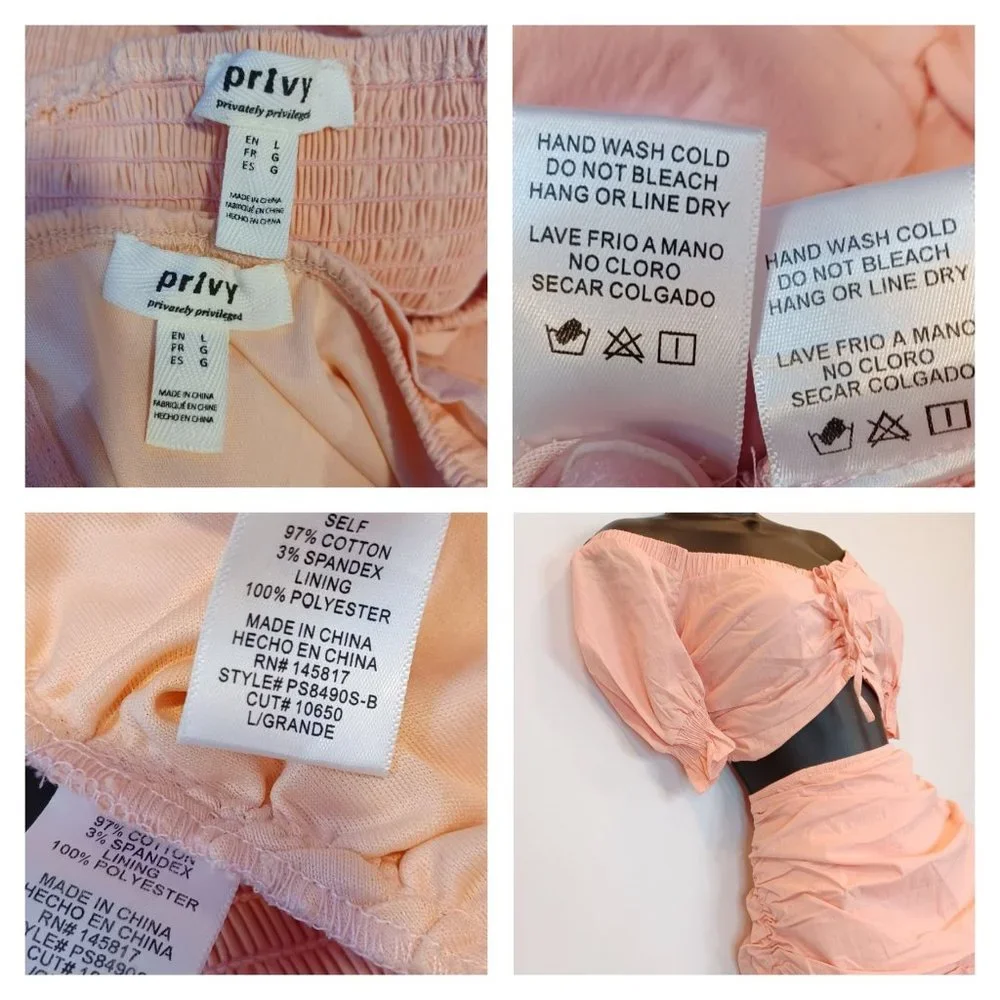 privy
privately privileged
EN L
FR G
ES G
MADE IN CHINA
FABRIQUÉ EN CHINE
HECHO EN CHINA
privy
privately privileged
EN L
FR G
ES G
MADE IN CHINA
FABRIQUÉ EN CHINE
HECHO EN CHINA
HAND WASH COLD
DO NOT BLEACH
HANG OR LINE DRY
LAVE FRIO A MANO
NO CLORO
SECAR COLGADO
HAND WASH COLD
DO NOT BLEACH
HANG OR LINE DRY
LAVE FRIO A MANO
NO CLORO
SECAR COLGADO
SELF
97% COTTON
3% SPANDEX
LINING
100% POLYESTER
MADE IN CHINA
HECHO EN CHINA
RN# 145817
STYLE# PS8490S-B
CUT# 10650
L/GRANDE
97% COTTON
3% SPANDEX
LINING
100% POLYESTER
MADE IN CHINA
HECHO EN CHINA
RN# 145817
YLE# PS8490
CUT#